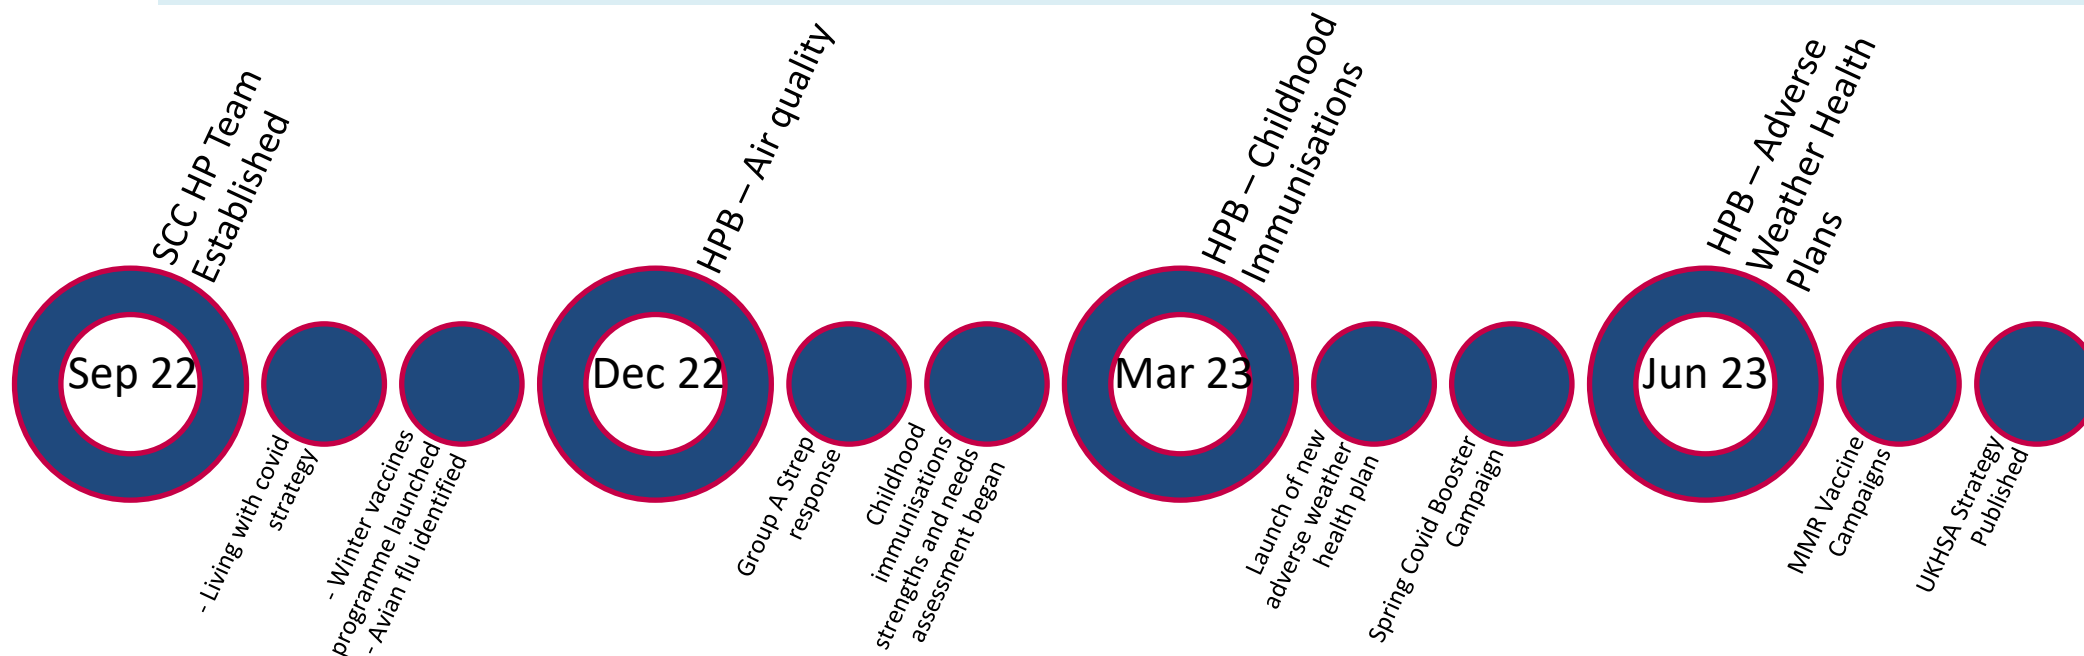 SCC HP Team
Established
Sep 22
- Living with covid
strategy
- Winter vaccines
programme launched
- Avian flu identified
HPB – Air quality
Dec 22
Group A Strep
response
Childhood
immunisations
strengths and needs
assessment began
HPB – Childhood
Immunisations
Mar 23
Launch of new
adverse weather
health plan
Spring Covid Booster
Campaign
HPB – Adverse
Weather Health
Plans
Jun 23
MMR Vaccine
Campaigns
UKHSA Strategy
Published